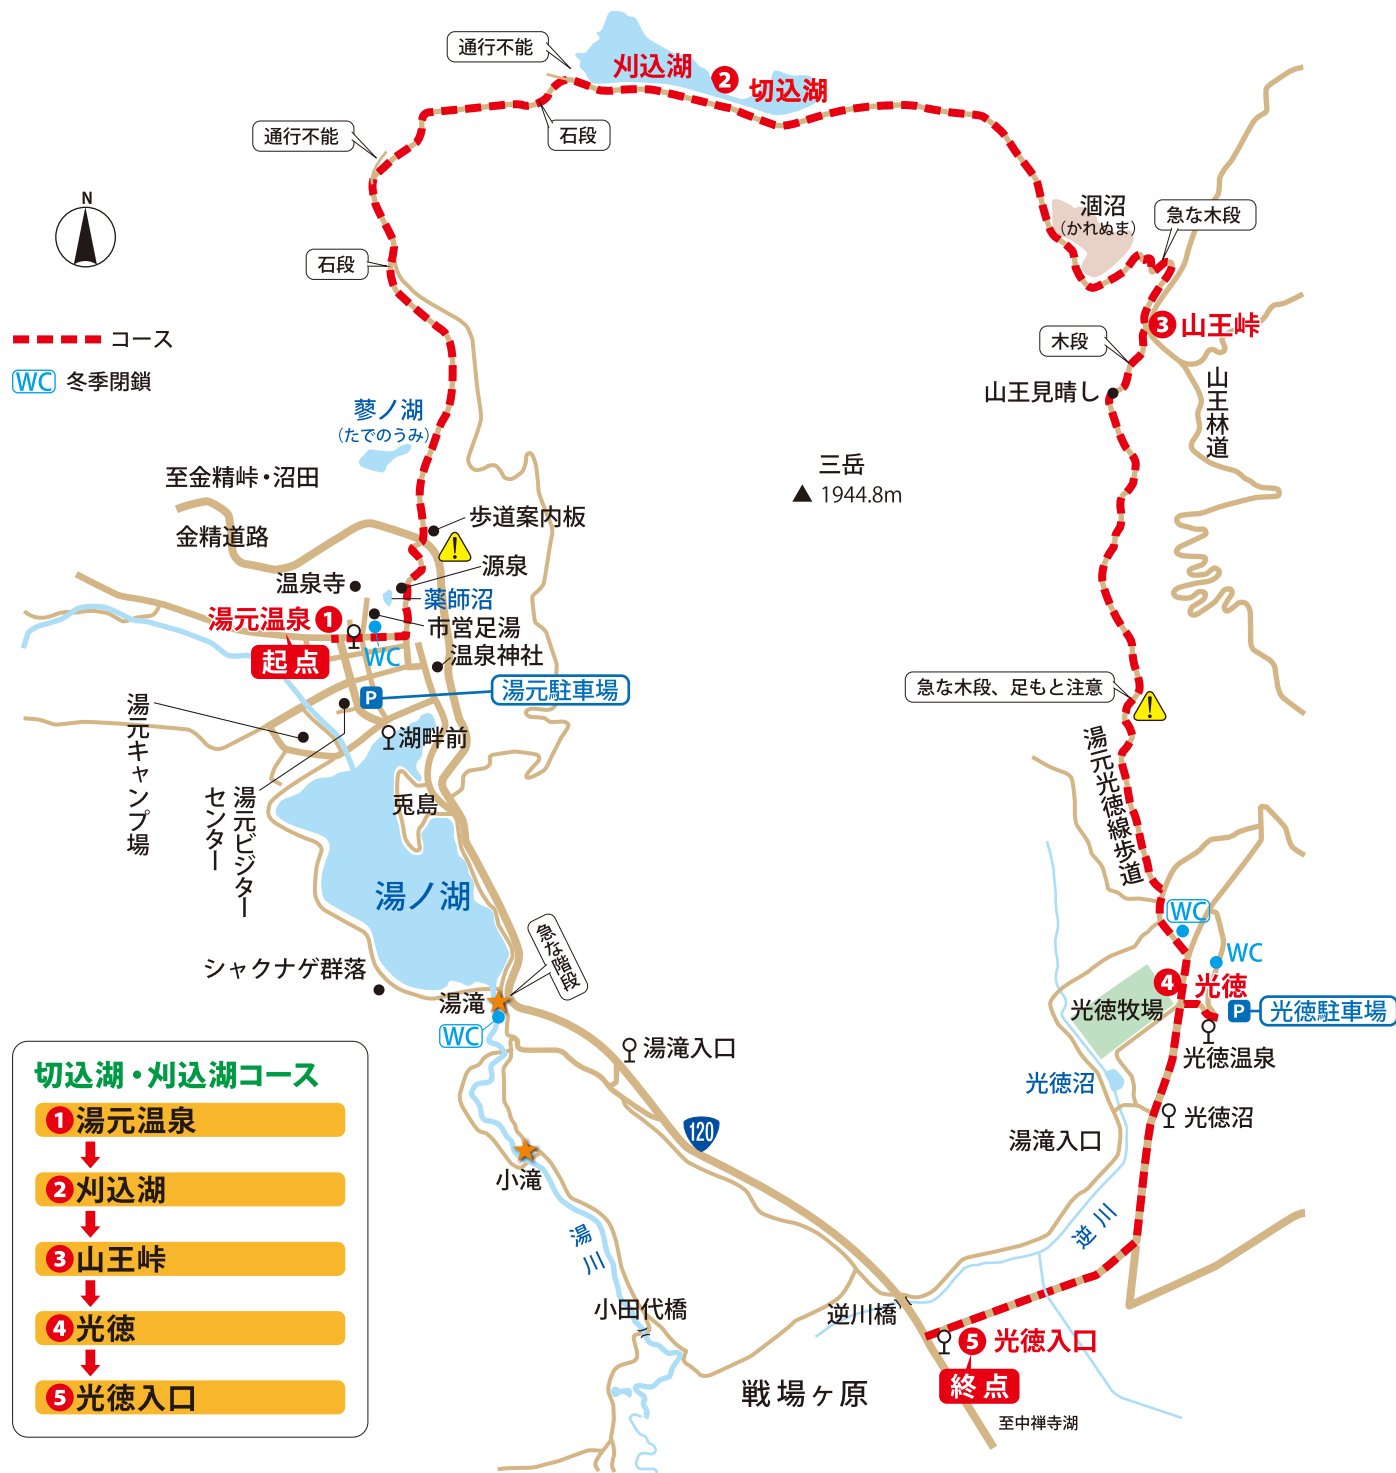 通行不能
刈込湖
2
切込湖
石段
通行不能
涸沼
(かれぬま)
急な木段
N
石段
コース
WC 冬季閉鎖
3 山王峠
木段
山王見晴し
山王林道
蓼ノ湖
(たでのうみ)
三岳
▲ 1944.8m
至金精峠・沼田
金精道路
歩道案内板
源泉
温泉寺
薬師沼
湯元温泉 1
市営足湯
起点
WC
温泉神社
P
湯元駐車場
急な木段、足もと注意
湯元キャンプ場
湖畔前
湯元光徳線歩道
兎島
湯元ビジター
センター
湯ノ湖
WC
急な階段
WC
シャクナゲ群落
湯滝
WC
4 光徳
光徳牧場
P
光徳駐車場
光徳温泉
湯滝入口
光徳沼
光徳沼
湯滝入口
120
小滝
湯川
逆川
小田代橋
逆川橋
5 光徳入口
終点
戦場ヶ原
至中禅寺湖
切込湖・刈込湖コース
1 湯元温泉
2 刈込湖
3 山王峠
4 光徳
5 光徳入口